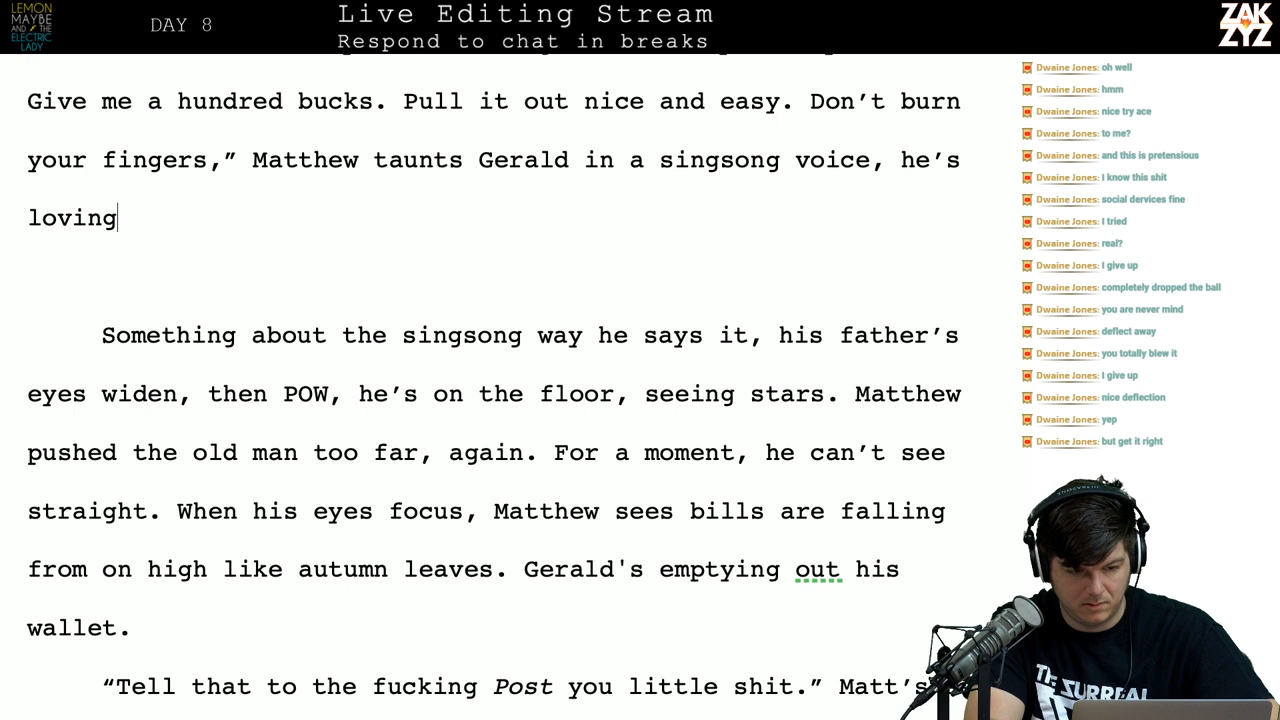 LEMON
MAYBE
AND THE
ELECTRIC
LADY
DAY 8
Live Editing Stream
Respond to chat in breaks
ZAK
ZYZ
Give me a hundred bucks. Pull it out nice and easy. Don’t burn
your fingers,” Matthew taunts Gerald in a singsong voice, he’s
loving
Something about the singsong way he says it, his father’s
eyes widen, then POW, he’s on the floor, seeing stars. Matthew
pushed the old man too far, again. For a moment, he can’t see
straight. When his eyes focus, Matthew sees bills are falling
from on high like autumn leaves. Gerald's emptying out his
wallet.
“Tell that to the fucking Post you little shit.” Matt’s
Dwaine Jones: oh well
Dwaine Jones: hmm
Dwaine Jones: nice try ace
Dwaine Jones: to me?
Dwaine Jones: and this is pretensious
Dwaine Jones: I know this shit
Dwaine Jones: social dervices fine
Dwaine Jones: I tried
Dwaine Jones: real?
Dwaine Jones: I give up
Dwaine Jones: completely dropped the ball
Dwaine Jones: you are never mind
Dwaine Jones: deflect away
Dwaine Jones: you totally blew it
Dwaine Jones: I give up
Dwaine Jones: nice deflection
Dwaine Jones: yep
Dwaine Jones: but get it right
THE SURREAL